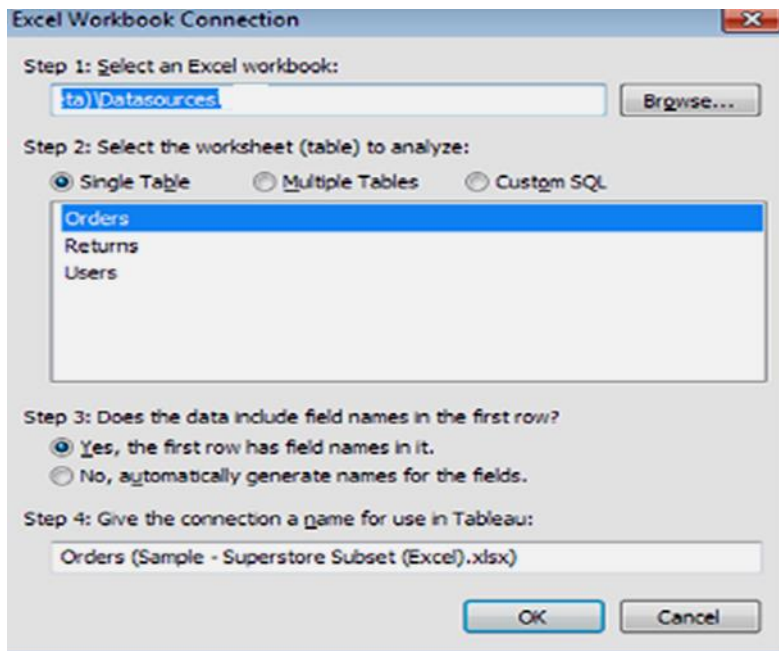 Excel Workbook Connection
Step 1: Select an Excel workbook:
ta)\Datasources\
Browse...
Step 2: Select the worksheet (table) to analyze:
Single Table Multiple Tables Custom SQL
Orders
Returns
Users
Step 3: Does the data include field names in the first row?
Yes, the first row has field names in it.
No, automatically generate names for the fields.
Step 4: Give the connection a name for use in Tableau:
Orders (Sample - Superstore Subset (Excel).xlsx)
OK Cancel